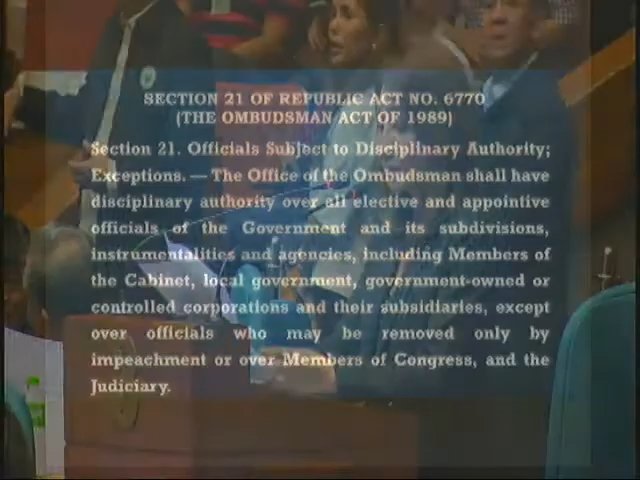 SECTION 21 OF REPUBLIC ACT NO. 6770
(THE OMBUDSMAN ACT OF 1989)
Section 21. Officials Subject to Disciplinary Authority;
Exceptions. — The Office of the Ombudsman shall have
disciplinary authority over all elective and appointive
officials of the Government and its subdivisions,
instrumentalities and agencies, including Members of
the Cabinet, local government, government-owned or
controlled corporations and their subsidiaries, except
over officials who may be removed only by
impeachment or over Members of Congress, and the
Judiciary.